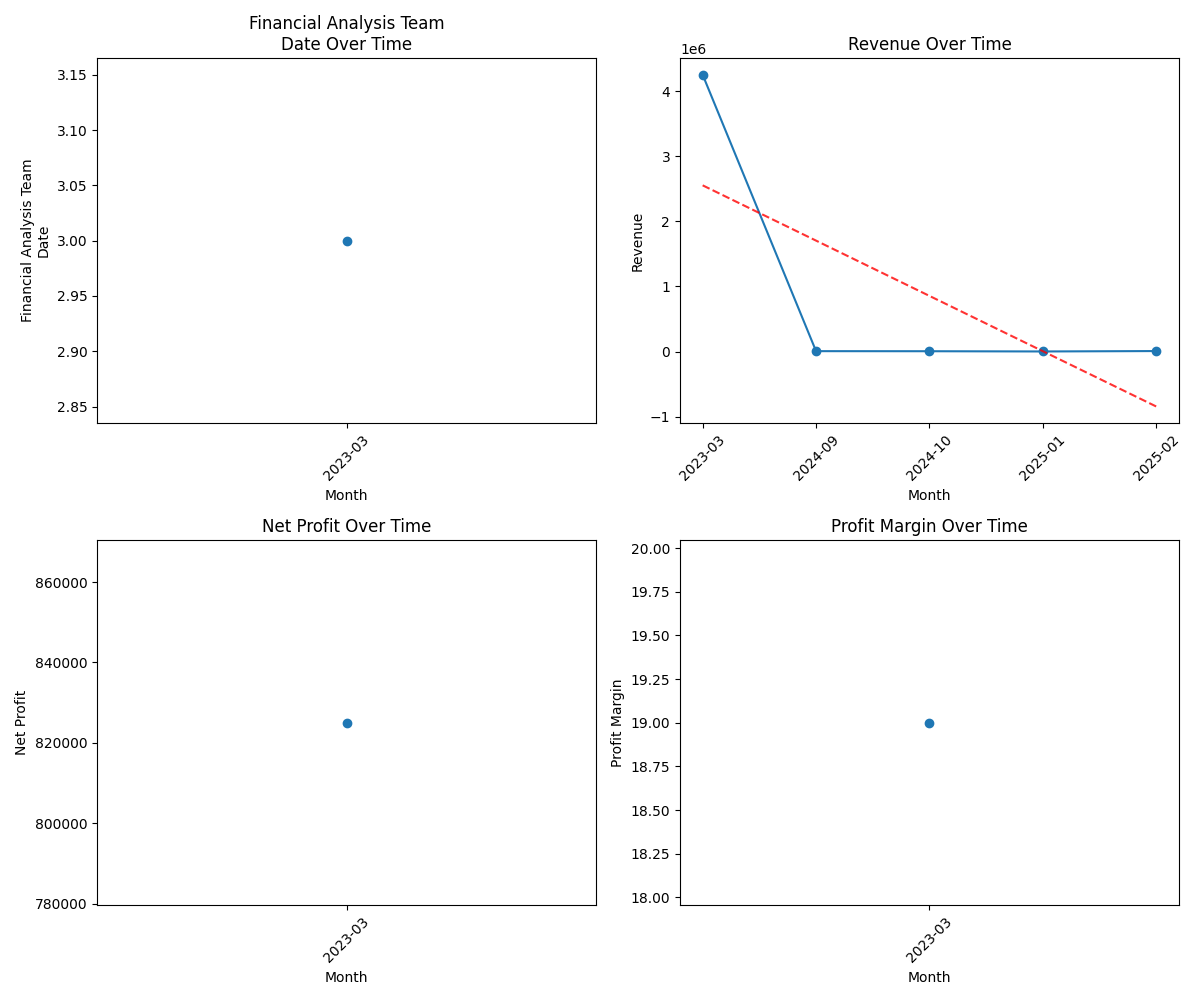 Financial Analysis Team
Date Over Time
3.15
3.10
3.05
3.00
2.95
2.90
2.85
Financial Analysis Team
Date
2023-03
Month
Revenue Over Time
1e6
4
3
2
1
0
−1
Revenue
2023-03
2024-09
2024-10
2025-01
2025-02
Month
Net Profit Over Time
860000
840000
820000
800000
780000
Net Profit
2023-03
Month
Profit Margin Over Time
20.00
19.75
19.50
19.25
19.00
18.75
18.50
18.25
18.00
Profit Margin
2023-03
Month